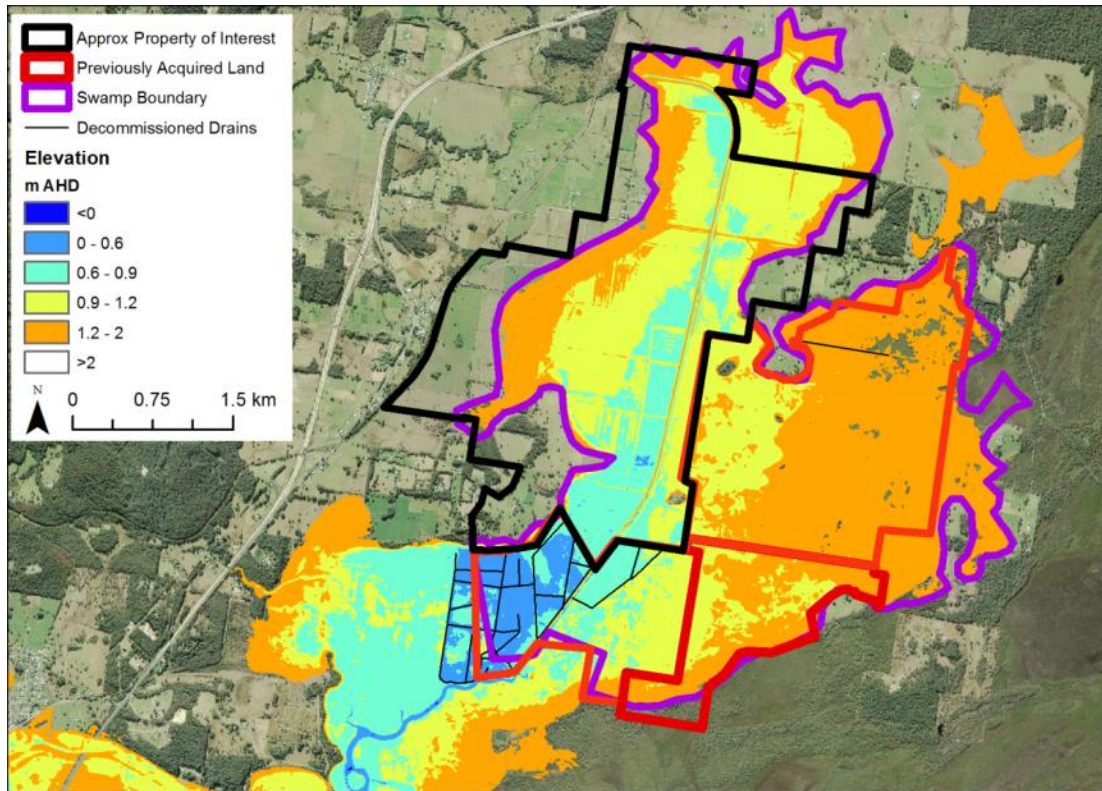 Approx Property of Interest
Previously Acquired Land
Swamp Boundary
Decommissioned Drains
Elevation
m AHD
<0
0 - 0.6
0.6 - 0.9
0.9 - 1.2
1.2 - 2
>2
N
0 0.75 1.5 km